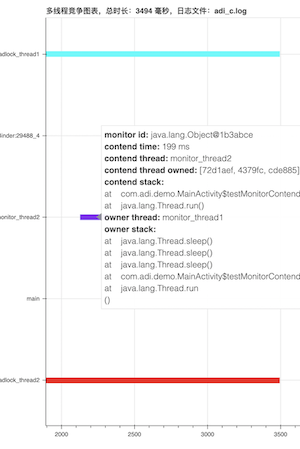 多线程竞争图表，总时长：3494 毫秒，日志文件：adi_c.log
adlock_thread1
monitor id: java.lang.Object@1b3abce
contend time: 199 ms
inder:29488_4
contend thread: monitor_thread2
contend thread owned: [72d1aef, 4379fc, cde885]
contend stack:
at com.adi.demo.MainActivity$testMonitorContend
at java.lang.Thread.run()
onitor_thread2
owner thread: monitor_thread1
owner stack:
at java.lang.Thread.sleep()
at java.lang.Thread.sleep()
at java.lang.Thread.sleep()
at com.adi.demo.MainActivity$testMonitorContend
at java.lang.Thread.run
main
()
adlock_thread2
2000 2500 3000 3500